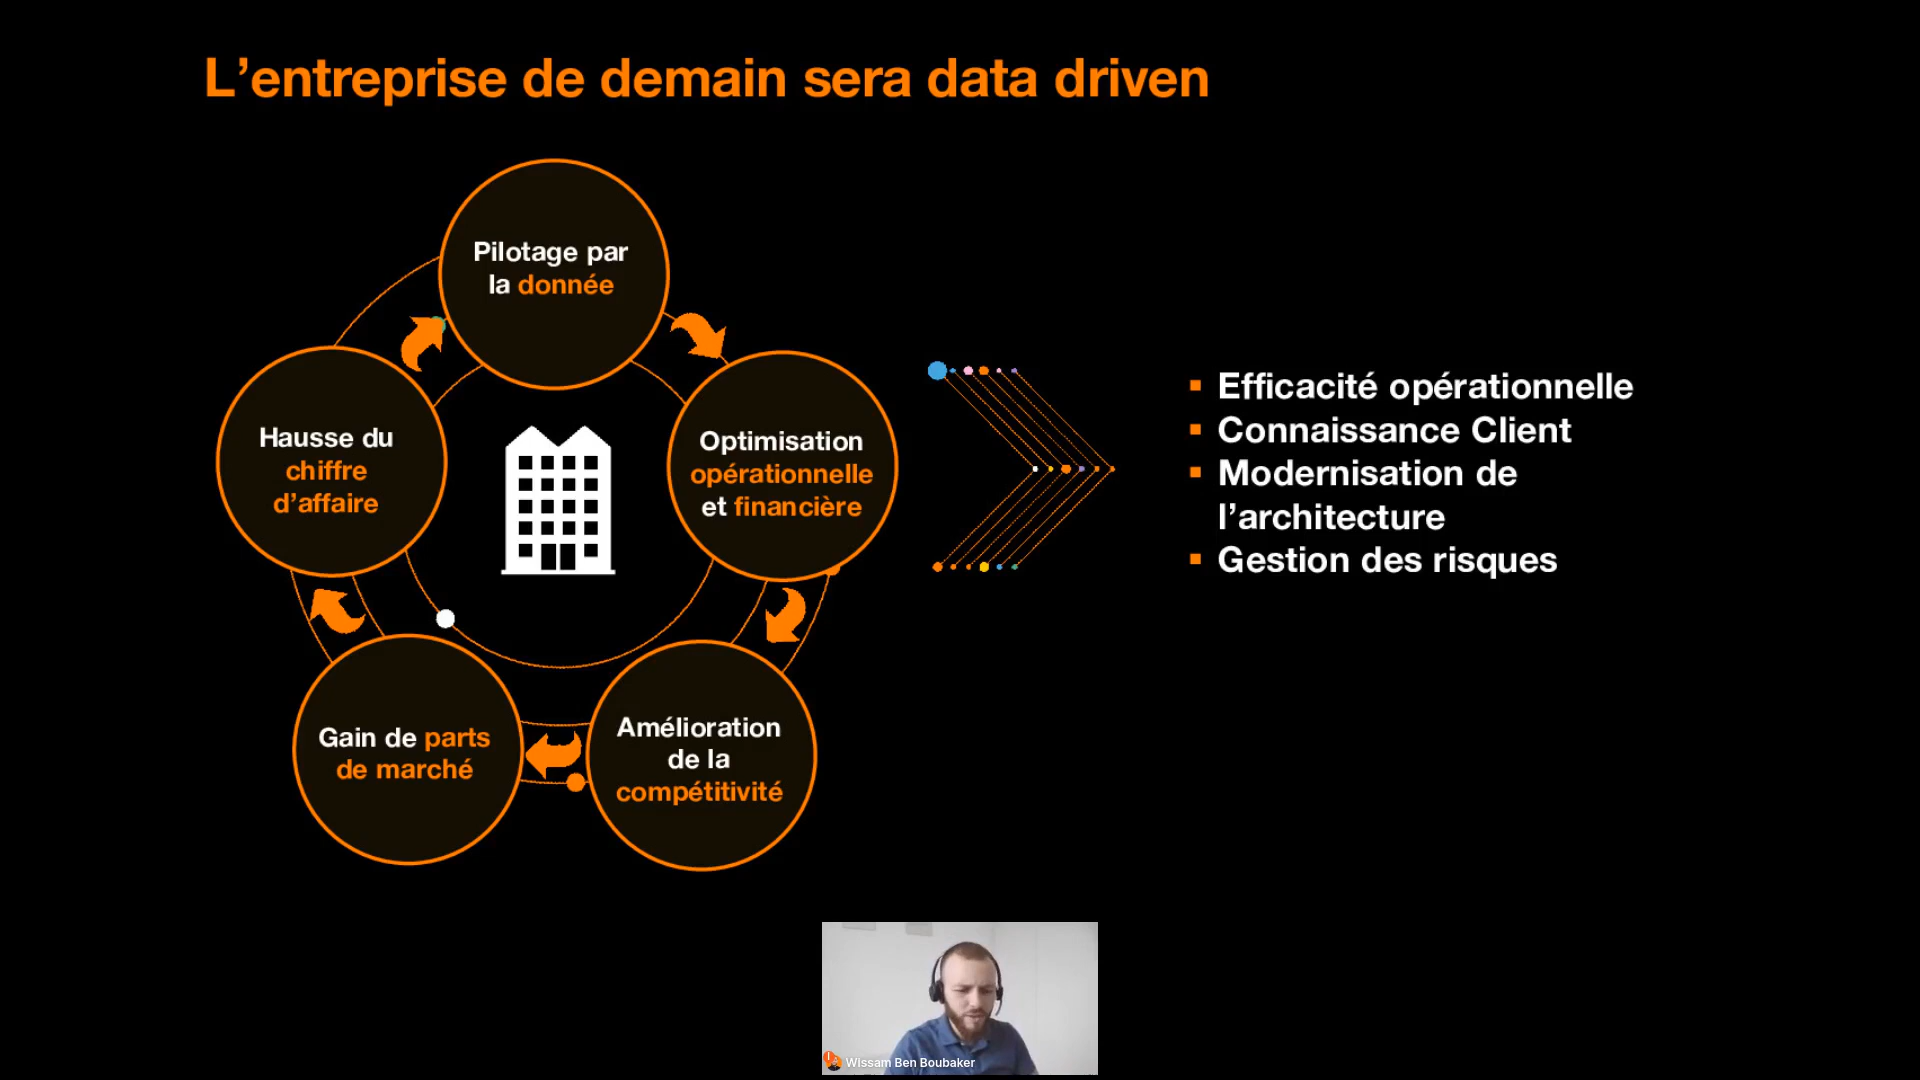 L’entreprise de demain sera data driven
Pilotage par
la donnée
Optimisation
opérationnelle
et financière
Amélioration
de la
compétitivité
Gain de parts
de marché
Hausse du
chiffre
d’affaire
▪ Efficacité opérationnelle
▪ Connaissance Client
▪ Modernisation de
l’architecture
▪ Gestion des risques
Wissam Ben Boubaker